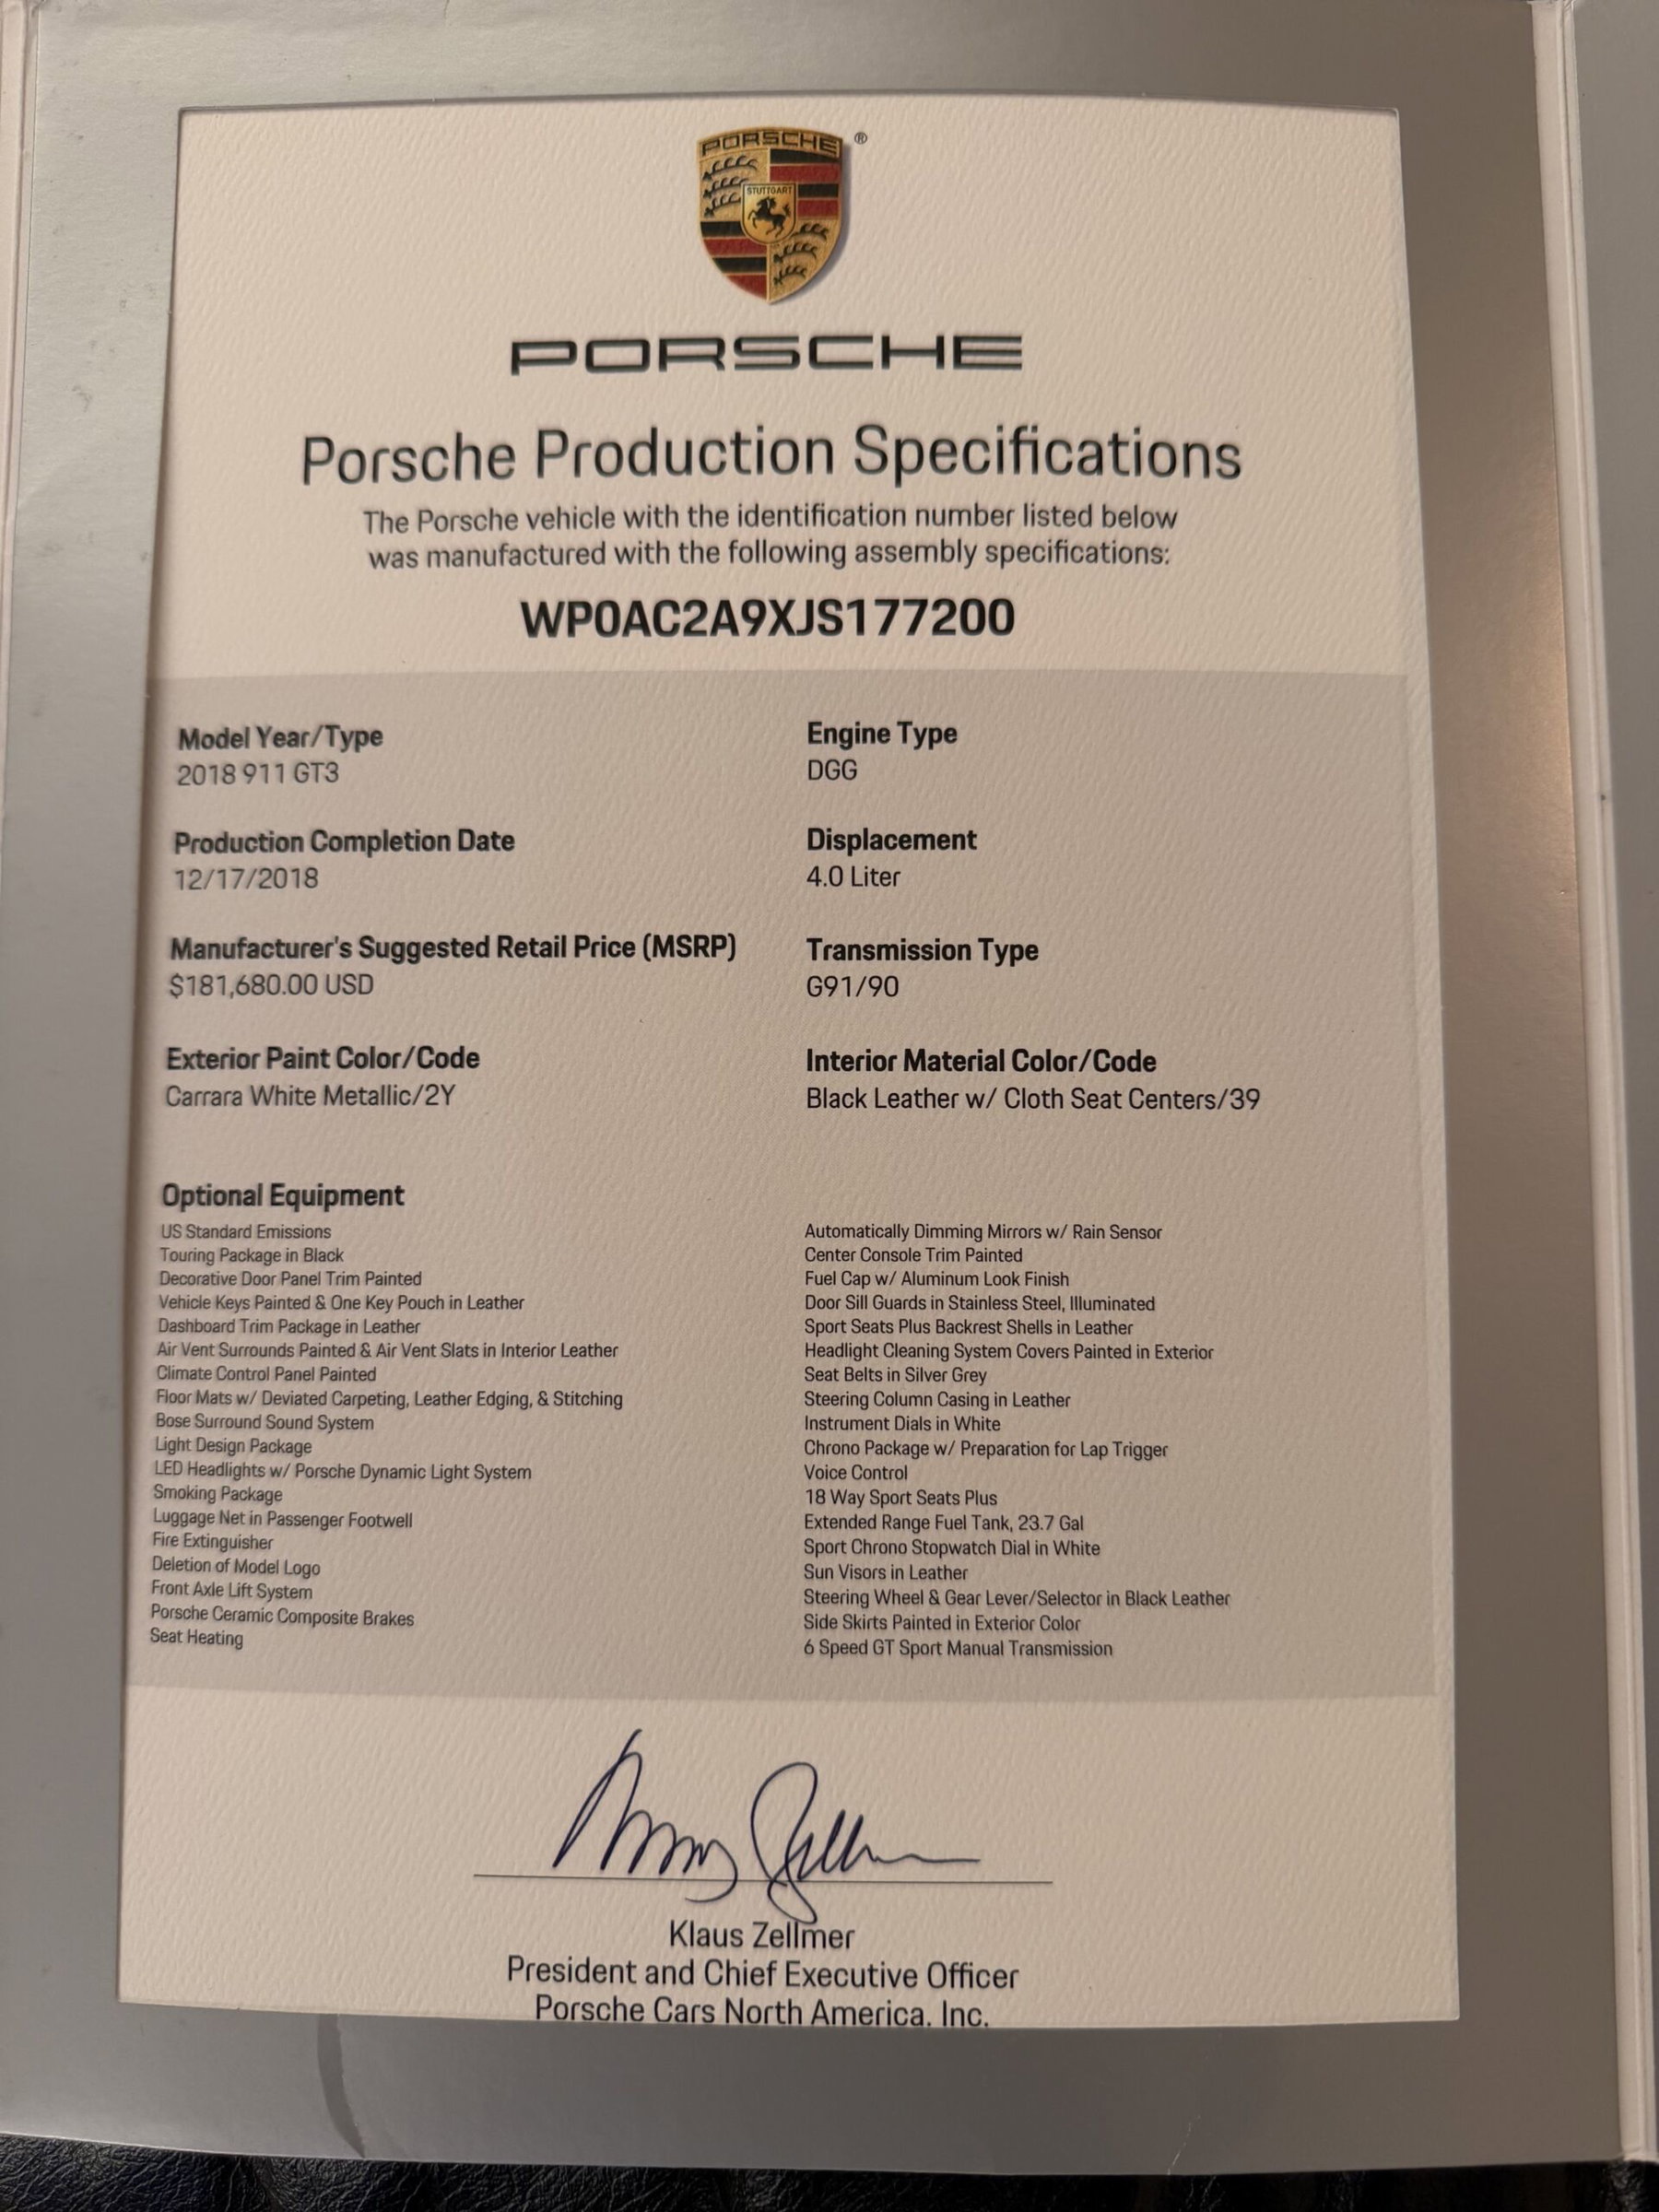 PORSCHE
®
STUTTGART
PORSCHE
Porsche Production Specifications
The Porsche vehicle with the identification number listed below
was manufactured with the following assembly specifications:
WP0AC2A9XJS177200
Model Year/Type
2018 911 GT3
Engine Type
DGG
Production Completion Date
12/17/2018
Displacement
4.0 Liter
Manufacturer's Suggested Retail Price (MSRP)
$181,680.00 USD
Transmission Type
G91/90
Exterior Paint Color/Code
Carrara White Metallic/2Y
Interior Material Color/Code
Black Leather w/ Cloth Seat Centers/39
Optional Equipment
US Standard Emissions
Touring Package in Black
Decorative Door Panel Trim Painted
Vehicle Keys Painted & One Key Pouch in Leather
Dashboard Trim Package in Leather
Air Vent Surrounds Painted & Air Vent Slats in Interior Leather
Climate Control Panel Painted
Floor Mats w/ Deviated Carpeting, Leather Edging, & Stitching
Bose Surround Sound System
Light Design Package
LED Headlights w/ Porsche Dynamic Light System
Smoking Package
Luggage Net in Passenger Footwell
Fire Extinguisher
Deletion of Model Logo
Front Axle Lift System
Porsche Ceramic Composite Brakes
Seat Heating
Automatically Dimming Mirrors w/ Rain Sensor
Center Console Trim Painted
Fuel Cap w/ Aluminum Look Finish
Door Sill Guards in Stainless Steel, Illuminated
Sport Seats Plus Backrest Shells in Leather
Headlight Cleaning System Covers Painted in Exterior
Seat Belts in Silver Grey
Steering Column Casing in Leather
Instrument Dials in White
Chrono Package w/ Preparation for Lap Trigger
Voice Control
18 Way Sport Seats Plus
Extended Range Fuel Tank, 23.7 Gal
Sport Chrono Stopwatch Dial in White
Sun Visors in Leather
Steering Wheel & Gear Lever/Selector in Black Leather
Side Skirts Painted in Exterior Color
6 Speed GT Sport Manual Transmission
Klaus Zellmer
President and Chief Executive Officer
Porsche Cars North America, Inc.